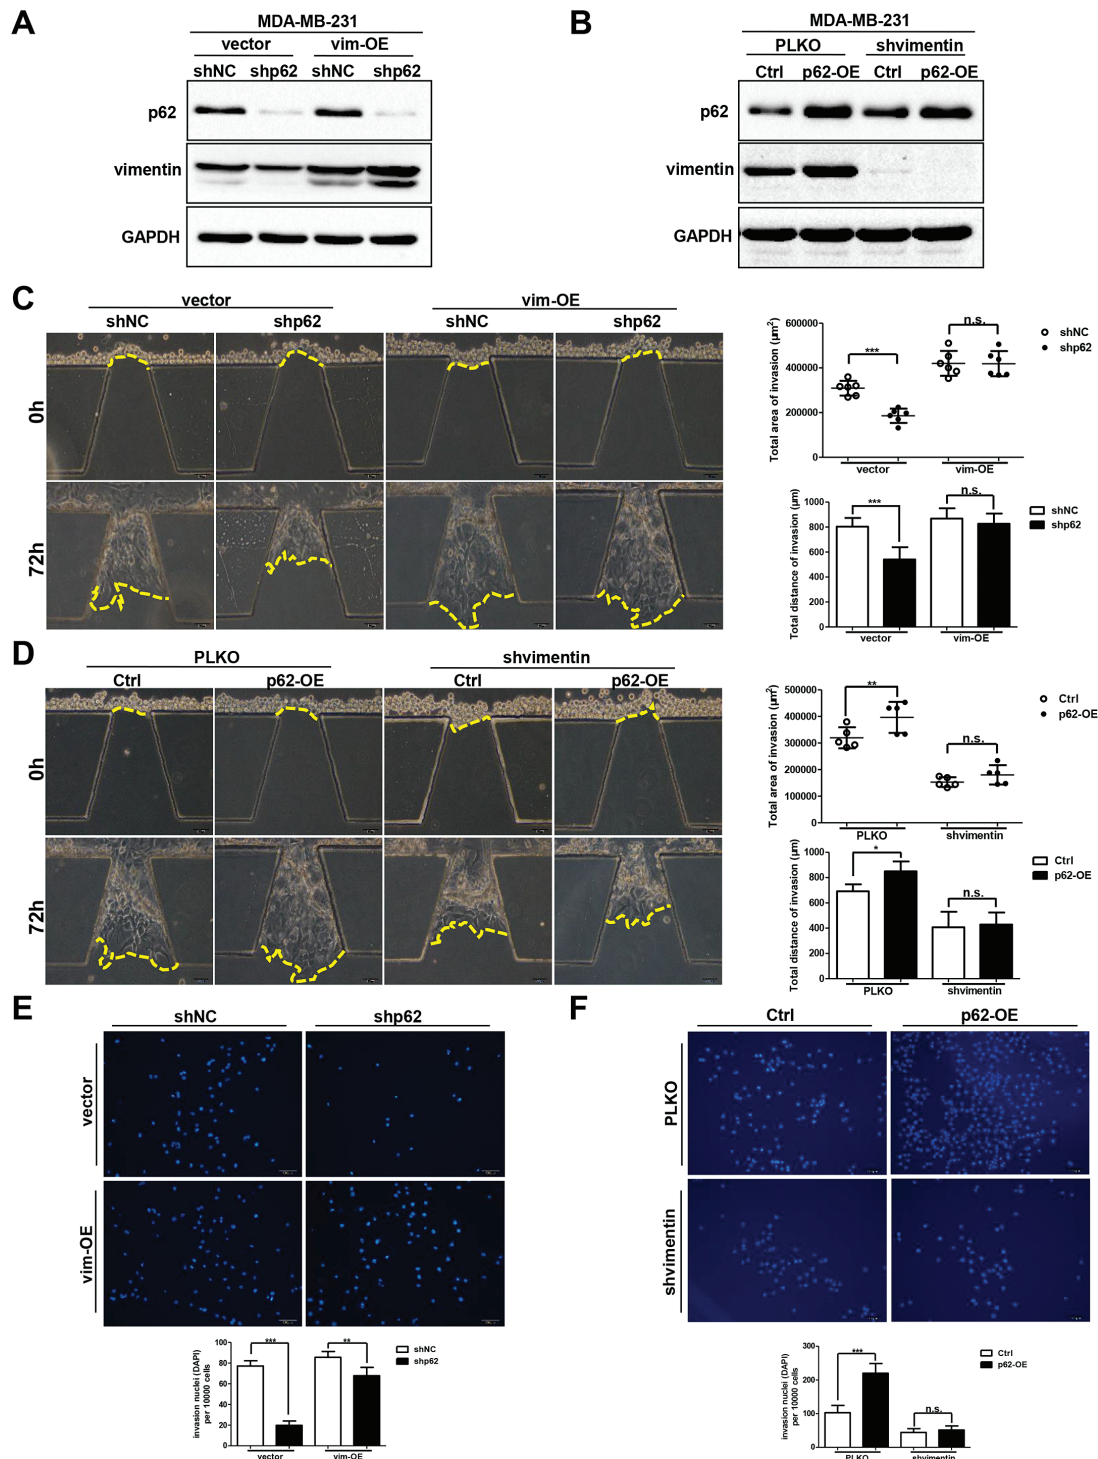 A
MDA-MB-231
vector vim-OE
shNC shp62 shNC shp62
p62
vimentin
GAPDH
B
MDA-MB-231
PLKO shvimentin
Ctrl p62-OE Ctrl p62-OE
p62
vimentin
GAPDH
C
vector vim-OE
shNC shp62 shNC shp62
0h
72h
Total area of invasion (µm²)
600000
400000
200000
0
*** n.s.
vector vim-OE
shNC
shp62
Total distance of invasion (µm)
1000
800
600
400
200
0
*** n.s.
vector vim-OE
shNC
shp62
D
PLKO shvimentin
Ctrl p62-OE Ctrl p62-OE
0h
72h
Total area of invasion (µm²)
500000
400000
300000
200000
100000
0
** n.s.
PLKO shvimentin
Ctrl
p62-OE
Total distance of invasion (µm)
1000
800
600
400
200
0
* n.s.
PLKO shvimentin
Ctrl
p62-OE
E
shNC shp62
vector
vim-OE
invasion nuclei (DAPI)
per 10000 cells
100
80
60
40
20
0
*** **
vector vim-OE
shNC
shp62
F
Ctrl p62-OE
PLKO
shvimentin
invasion nuclei (DAPI)
per 10000 cells
300
200
100
0
*** n.s.
PLKO shvimentin
Ctrl
p62-OE